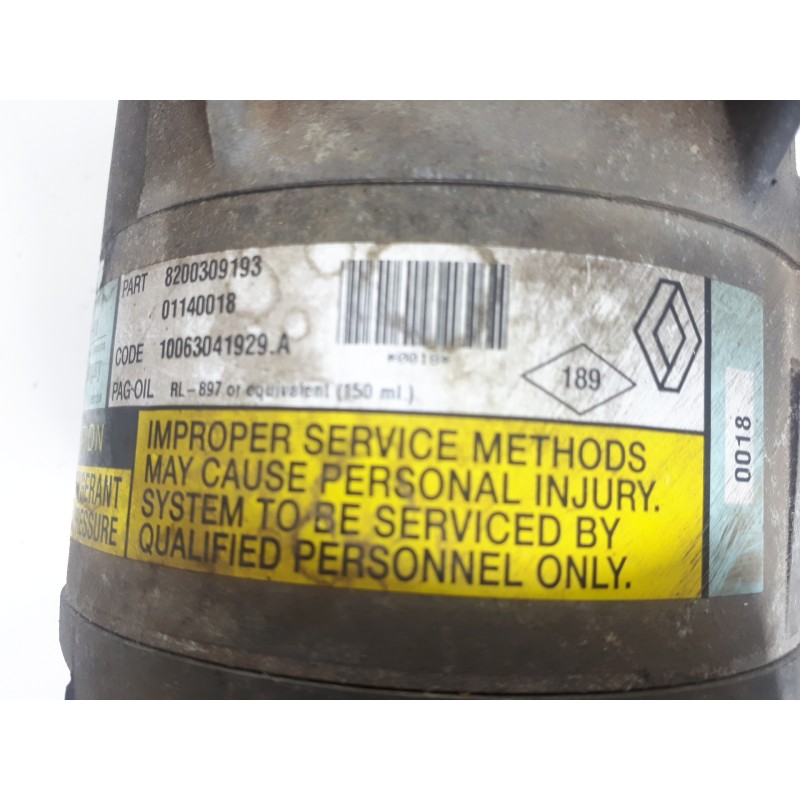 PART 8200309193
01140018
CODE 10063041929.A
PAG-OIL RL-897 or equivalent (150 ml.)
*0018*
189
0018
IMPROPER SERVICE METHODS
MAY CAUSE PERSONAL INJURY.
SYSTEM TO BE SERVICED BY
QUALIFIED PERSONNEL ONLY.